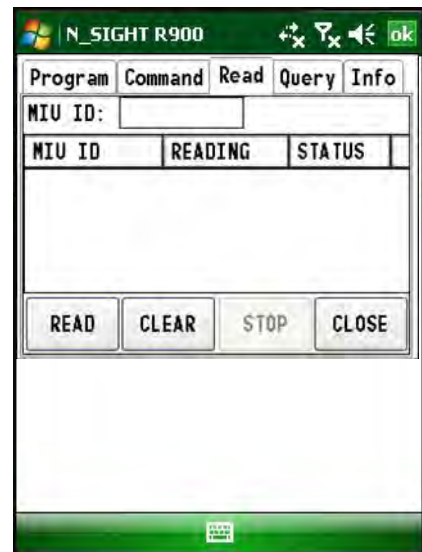 N_SIGHT R900 ok
Program Command Read Query Info
MIU ID:
MIU ID READING STATUS
READ CLEAR STOP CLOSE